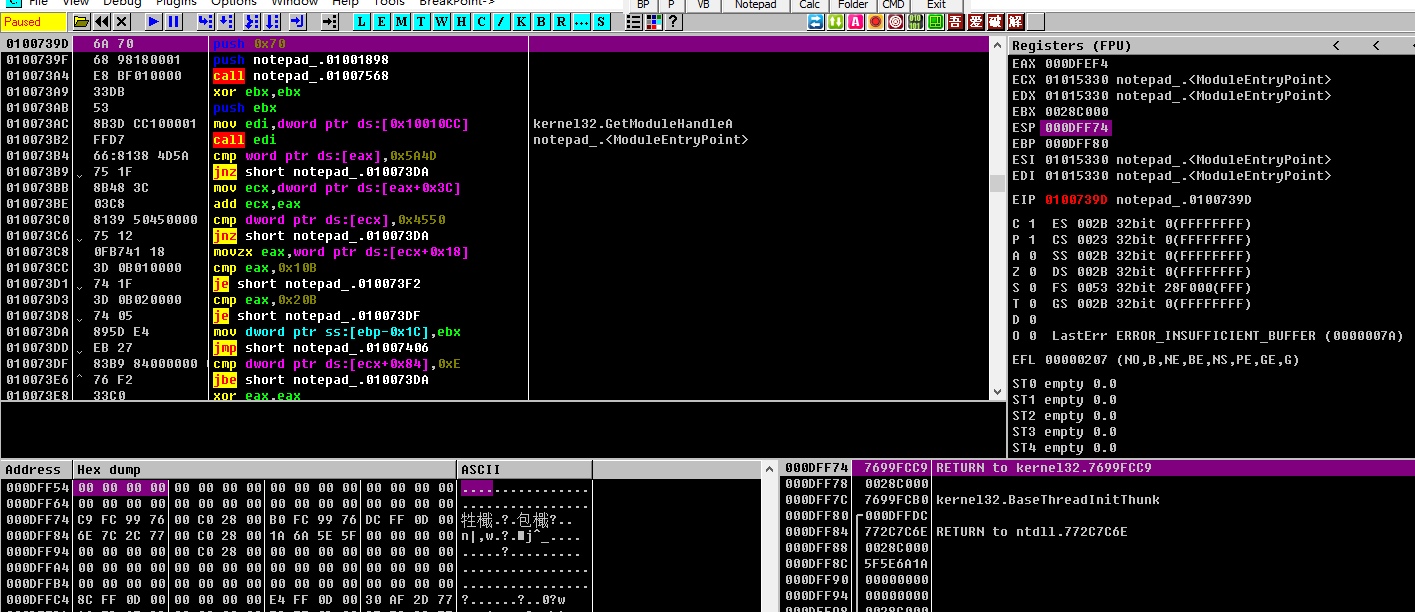 File View Debug Plugins Options Window Help Tools BreakPoint-> BP P VB Notepad Calc Folder CMD Exit
Paused L E M T W H C / K B R ... S ? A 吾 爱 破 解
0100739D 6A 70 push 0x70
0100739F 68 98180001 push notepad_.01001898
010073A4 E8 BF010000 call notepad_.01007568
010073A9 33DB xor ebx,ebx
010073AB 53 push ebx
010073AC 8B3D CC100001 mov edi,dword ptr ds:[0x10010CC] kernel32.GetModuleHandleA
010073B2 FFD7 call edi notepad_.<ModuleEntryPoint>
010073B4 66:8138 4D5A cmp word ptr ds:[eax],0x5A4D
010073B9 75 1F jnz short notepad_.010073DA
010073BB 8B48 3C mov ecx,dword ptr ds:[eax+0x3C]
010073BE 03C8 add ecx,eax
010073C0 8139 50450000 cmp dword ptr ds:[ecx],0x4550
010073C6 75 12 jnz short notepad_.010073DA
010073C8 0FB741 18 movzx eax,word ptr ds:[ecx+0x18]
010073CC 3D 0B010000 cmp eax,0x10B
010073D1 74 1F je short notepad_.010073F2
010073D3 3D 0B020000 cmp eax,0x20B
010073D8 74 05 je short notepad_.010073DF
010073DA 895D E4 mov dword ptr ss:[ebp-0x1C],ebx
010073DD EB 27 jmp short notepad_.01007406
010073DF 83B9 84000000 cmp dword ptr ds:[ecx+0x84],0xE
010073E6 ^ 76 F2 jbe short notepad_.010073DA
010073E8 33C0 xor eax,eax
Registers (FPU) < <
EAX 000DFEF4
ECX 01015330 notepad_.<ModuleEntryPoint>
EDX 01015330 notepad_.<ModuleEntryPoint>
EBX 0028C000
ESP 000DFF74
EBP 000DFF80
ESI 01015330 notepad_.<ModuleEntryPoint>
EDI 01015330 notepad_.<ModuleEntryPoint>
EIP 0100739D notepad_.0100739D
C 1 ES 002B 32bit 0(FFFFFFFF)
P 1 CS 0023 32bit 0(FFFFFFFF)
A 0 SS 002B 32bit 0(FFFFFFFF)
Z 0 DS 002B 32bit 0(FFFFFFFF)
S 0 FS 0053 32bit 28F000(FFF)
T 0 GS 002B 32bit 0(FFFFFFFF)
D 0
O 0 LastErr ERROR_INSUFFICIENT_BUFFER (0000007A)
EFL 00000207 (NO,B,NE,BE,NS,PE,GE,G)
ST0 empty 0.0
ST1 empty 0.0
ST2 empty 0.0
ST3 empty 0.0
ST4 empty 0.0
Address Hex dump ASCII
000DFF54 00 00 00 00 00 00 00 00 00 00 00 00 00 00 00 00 ................
000DFF64 00 00 00 00 00 00 00 00 00 00 00 00 00 00 00 00 ................
000DFF74 C9 FC 99 76 00 C0 28 00 B0 FC 99 76 DC FF 0D 00 牲櫼.?.包櫼?..
000DFF84 6E 7C 2C 77 00 C0 28 00 1A 6A 5E 5F 00 00 00 00 n|,w.?.■j^_....
000DFF94 00 00 00 00 00 C0 28 00 00 00 00 00 00 00 00 00 .....?..........
000DFFA4 00 00 00 00 00 00 00 00 00 00 00 00 00 00 00 00 ................
000DFFB4 00 00 00 00 00 00 00 00 00 00 00 00 00 00 00 00 ................
000DFFC4 8C FF 0D 00 00 00 00 00 E4 FF 0D 00 30 AF 2D 77 ?......?..0?w
000DFF74 7699FCC9 RETURN to kernel32.7699FCC9
000DFF78 0028C000
000DFF7C 7699FCB0 kernel32.BaseThreadInitThunk
000DFF80 000DFFDC
000DFF84 772C7C6E RETURN to ntdll.772C7C6E
000DFF88 0028C000
000DFF8C 5F5E6A1A
000DFF90 00000000
000DFF94 00000000
000DFF98 0028C000